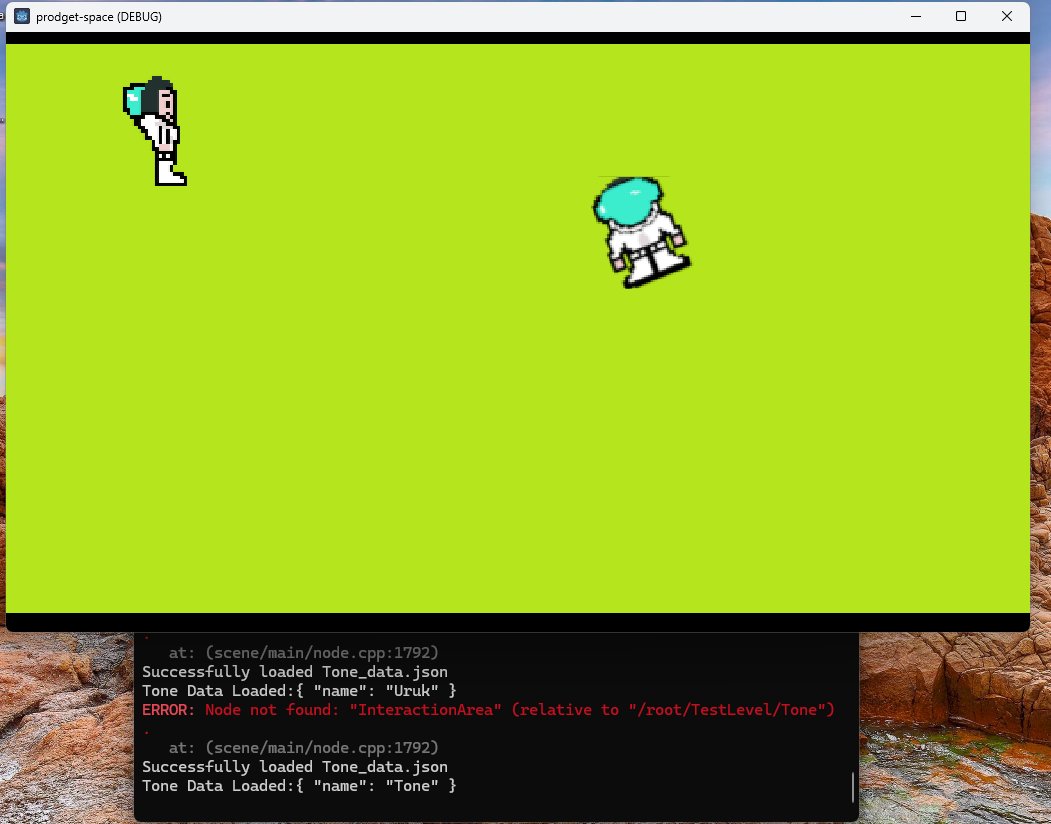 prodget-space (DEBUG)
.
at: (scene/main/node.cpp:1792)
Successfully loaded Tone_data.json
Tone Data Loaded:{ "name": "Uruk" }
ERROR: Node not found: "InteractionArea" (relative to "/root/TestLevel/Tone")
.
at: (scene/main/node.cpp:1792)
Successfully loaded Tone_data.json
Tone Data Loaded:{ "name": "Tone" }